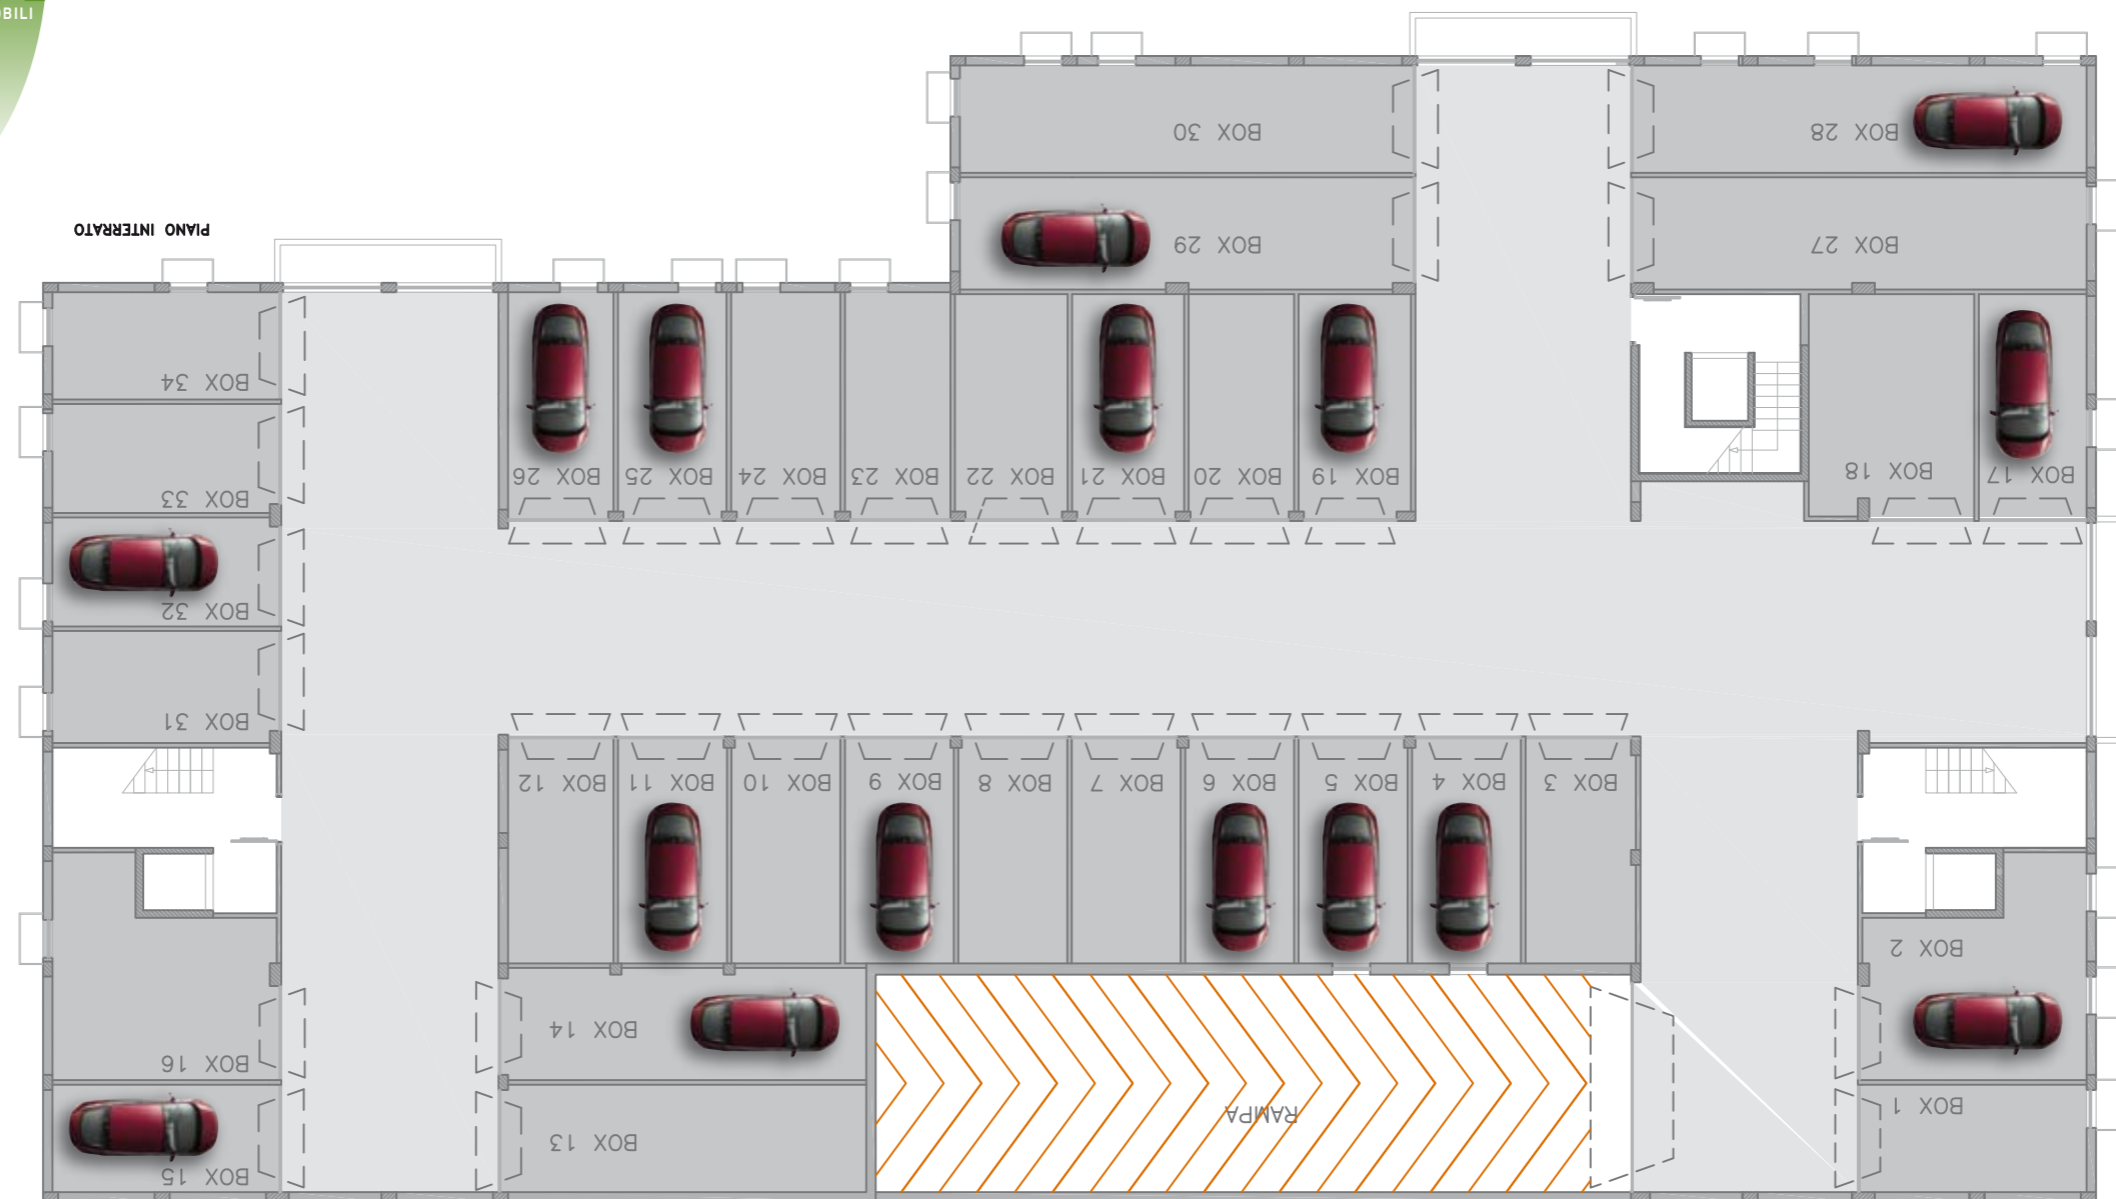 OBILI
PIANO INTERRATO
BOX 30
BOX 28
BOX 29
BOX 27
BOX 34
BOX 33
BOX 32
BOX 31
BOX 26
BOX 25
BOX 24
BOX 23
BOX 22
BOX 21
BOX 20
BOX 19
BOX 18
BOX 17
BOX 12
BOX 11
BOX 10
BOX 9
BOX 8
BOX 7
BOX 6
BOX 5
BOX 4
BOX 3
BOX 2
BOX 14
BOX 16
BOX 1
RAMPA
BOX 13
BOX 15